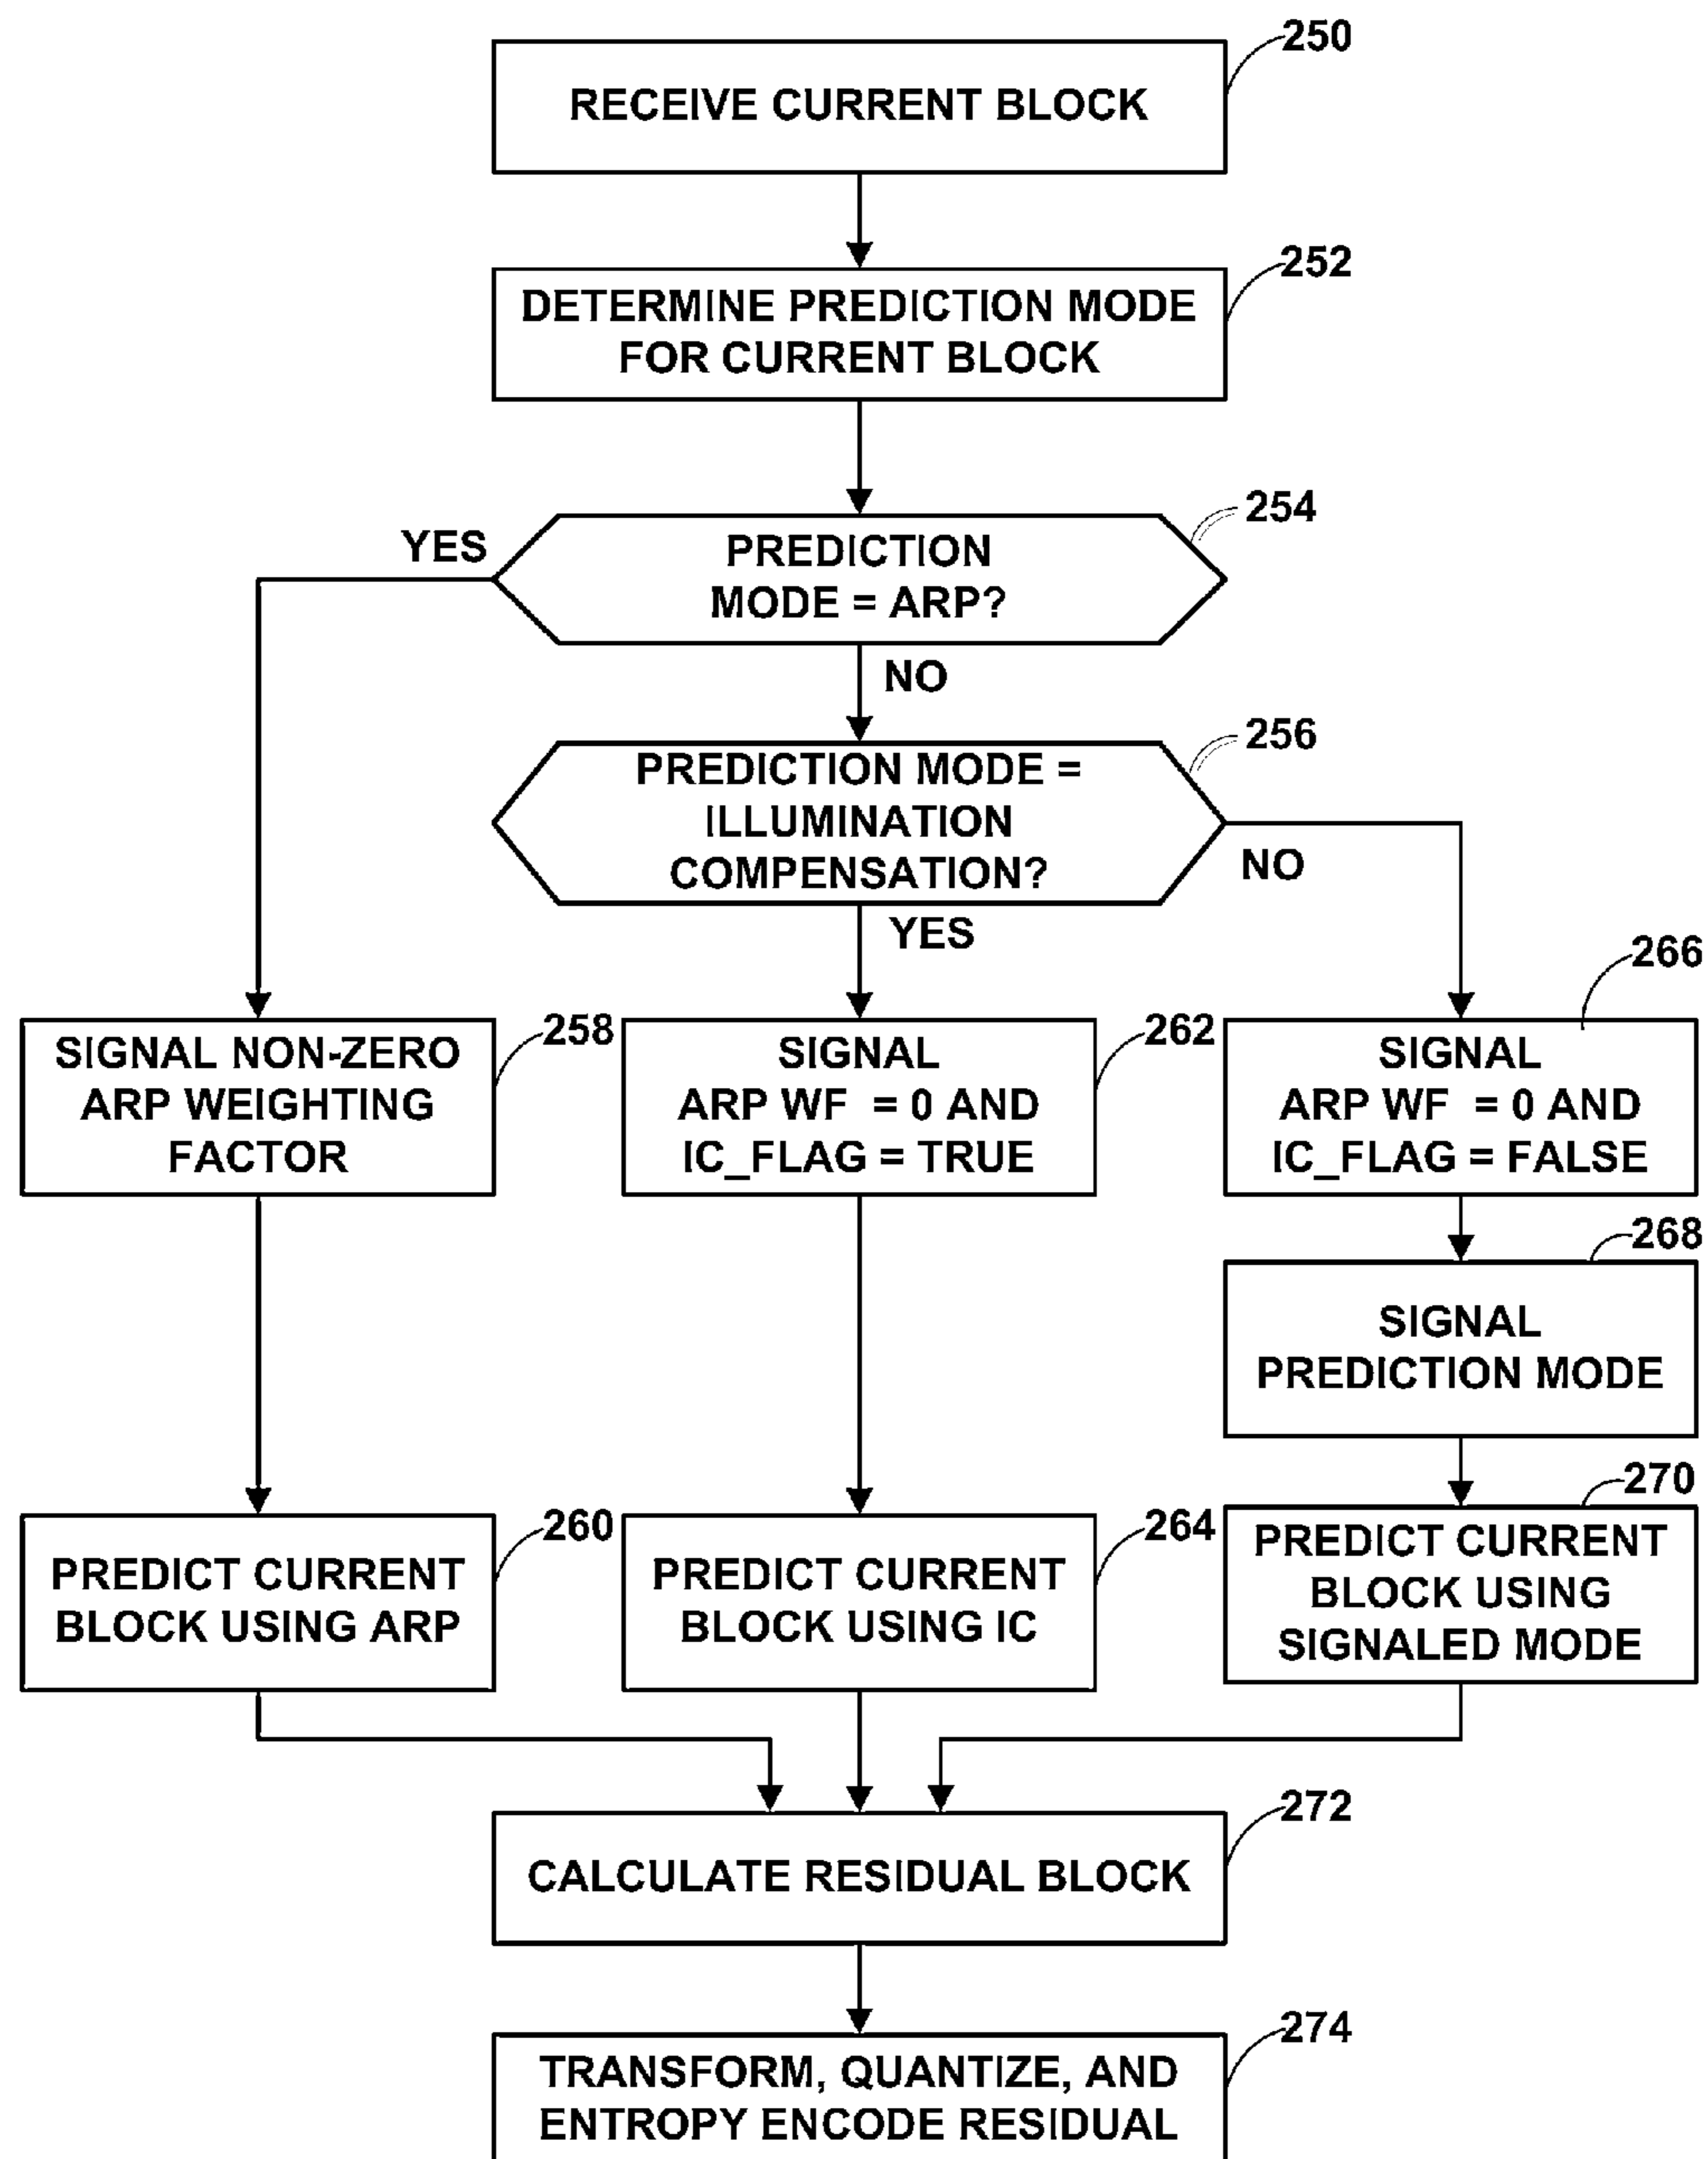 250
RECEIVE CURRENT BLOCK
252
DETERMINE PREDICTION MODE
FOR CURRENT BLOCK
254
YES
PREDICTION
MODE = ARP?
NO
256
PREDICTION MODE =
ILLUMINATION
COMPENSATION?
NO
YES
266
258
SIGNAL NON-ZERO
ARP WEIGHTING
FACTOR
262
SIGNAL
ARP WF = 0 AND
IC_FLAG = TRUE
SIGNAL
ARP WF = 0 AND
IC_FLAG = FALSE
268
SIGNAL
PREDICTION MODE
270
260
PREDICT CURRENT
BLOCK USING ARP
264
PREDICT CURRENT
BLOCK USING IC
PREDICT CURRENT
BLOCK USING
SIGNALED MODE
272
CALCULATE RESIDUAL BLOCK
274
TRANSFORM, QUANTIZE, AND
ENTROPY ENCODE RESIDUAL